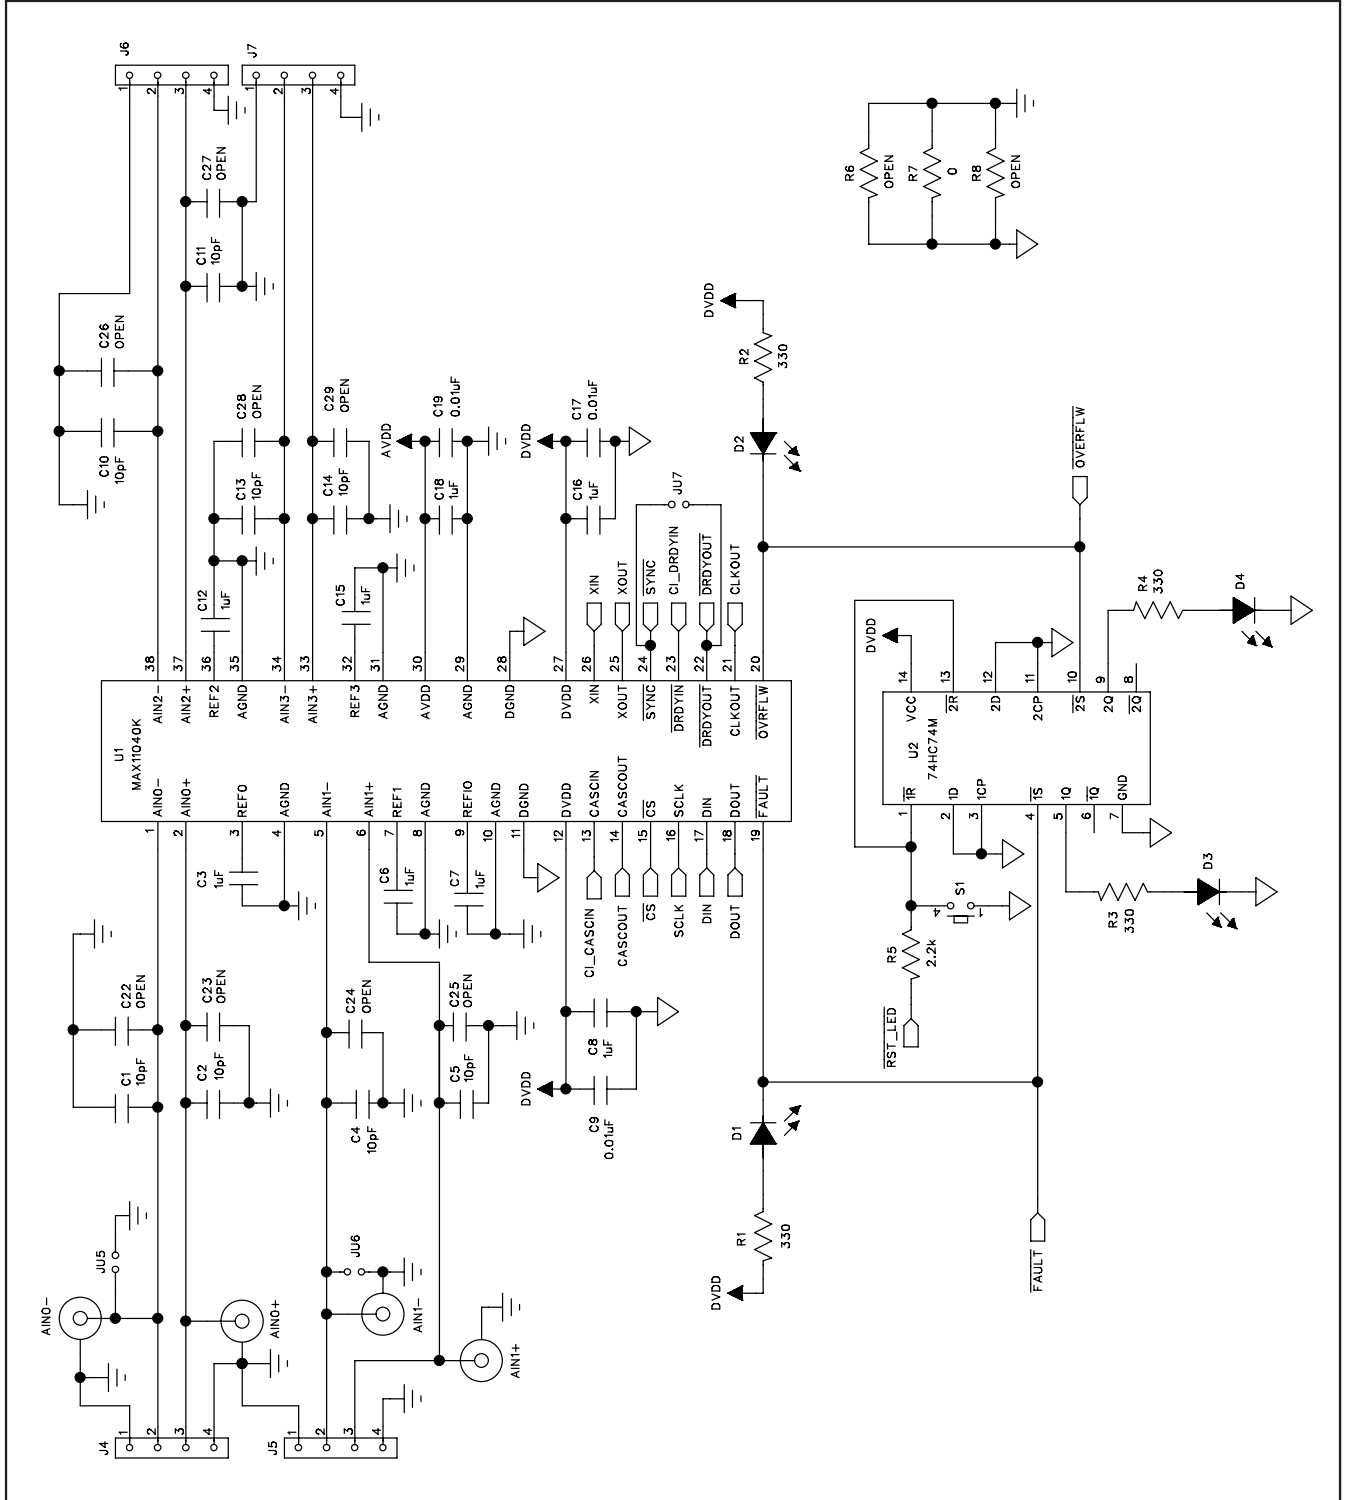 J6
1
2
3
4
J7
1
2
3
4
C27
OPEN
C11
10pF
C26
OPEN
C10
10pF
C28
OPEN
C13
10pF
C29
OPEN
C14
10pF
C12
1uF
C15
1uF
AVDD
C19
0.01uF
C18
1uF
DVDD
C17
0.01uF
C16
1uF
JU7
XIN
XOUT
SYNC
CI_DRDYIN
DRDYOUT
CLKOUT
DVDD
R2
330
D2
OVERFLW
R6
OPEN
R7
0
R8
OPEN
38
37
36
35
34
33
32
31
30
29
28
27
26
25
24
23
22
21
20
AIN2-
AIN2+
REF2
AGND
AIN3-
AIN3+
REF3
AGND
AVDD
AGND
DGND
DVDD
XIN
XOUT
SYNC
DRDYIN
DRDYOUT
CLKOUT
OVRFLW
U1
MAX11040K
AIN0-
AIN0+
REF0
AGND
AIN1-
AIN1+
REF1
AGND
REFIO
AGND
DGND
DVDD
CASCIN
CASCOUT
CS
SCLK
DIN
DOUT
FAULT
1
2
3
4
5
6
7
8
9
10
11
12
13
14
15
16
17
18
19
C3
1uF
C6
1uF
C7
1uF
CI_CASCIN
CASCOUT
CS
SCLK
DIN
DOUT
C22
OPEN
C1
10pF
C23
OPEN
C2
10pF
C24
OPEN
C4
10pF
C25
OPEN
C5
10pF
C8
1uF
C9
0.01uF
DVDD
D1
R1
330
DVDD
FAULT
DVDD
14
13
12
11
10
9
8
VCC
2R
2D
2CP
2S
2Q
2Q
U2
74HC74M
1R
1D
1CP
1S
1Q
1Q
GND
1
2
3
4
5
6
7
R4
330
D4
R3
330
D3
S1
4
1
R5
2.2k
RST_LED
JU5
AIN0-
AIN0+
JU6
AIN1-
AIN1+
J4
1
2
3
4
J5
1
2
3
4